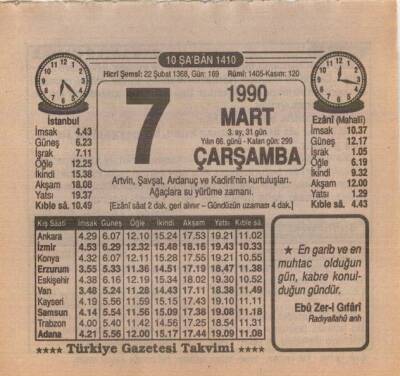 10 ŞA'BAN 1410
Hicrî Şemsî: 22 Şubat 1368, Gün: 169 Rûmî: 1405-Kasım: 120
7
1990
MART
3. ay, 31 gün
Yılın 66. günü - Kalan gün: 299
ÇARŞAMBA
İstanbul
İmsak 4.43
Güneş 6.23
İşrak 7.11
Öğle 12.25
İkindi 15.38
Akşam 18.08
Yatsı 19.37
Kıble sâ. 10.49
Ezânî (Mahallî)
İmsak 10.37
Güneş 12.17
İşrak 1.05
Öğle 6.19
İkindi 9.32
Akşam 12.00
Yatsı 1.29
Kıble sâ. 4.43
Artvin, Şavşat, Ardanuç ve Kadirli'nin kurtuluşları.
Ağaçlara su yürüme zamanı.
[Ezânî sâat 2 dak. geri alınır – Gündüzün uzaması 4 dak.]
Kış Sâati İmsak Güneş Öğle İkindi Akşam Yatsı Kıble sâ.
Ankara 4.29 6.07 12.10 15.24 17.53 19.21 11.02
İzmir 4.53 6.29 12.32 15.48 18.16 19.43 10.33
Konya 4.32 6.07 12.11 15.28 17.55 19.21 10.55
Erzurum 3.55 5.33 11.36 14.51 17.19 18.47 11.38
Eskişehir 4.38 6.16 12.19 15.34 18.02 19.30 10.52
Van 3.48 5.24 11.28 14.43 17.11 18.38 11.49
Kayseri 4.19 5.56 11.59 15.15 17.43 19.10 11.11
Samsun 4.14 5.54 11.56 15.09 17.38 19.08 11.18
Trabzon 4.00 5.40 11.42 14.56 17.25 18.54 11.31
Adana 4.21 5.56 12.00 15.17 17.44 19.09 11.08
Türkiye Gazetesi Takvimi
★ En garib ve en
muhtac olduğun
gün, kabre konul-
duğun gündür.
Ebû Zer-i Gıfârî
Radıyallahü anh